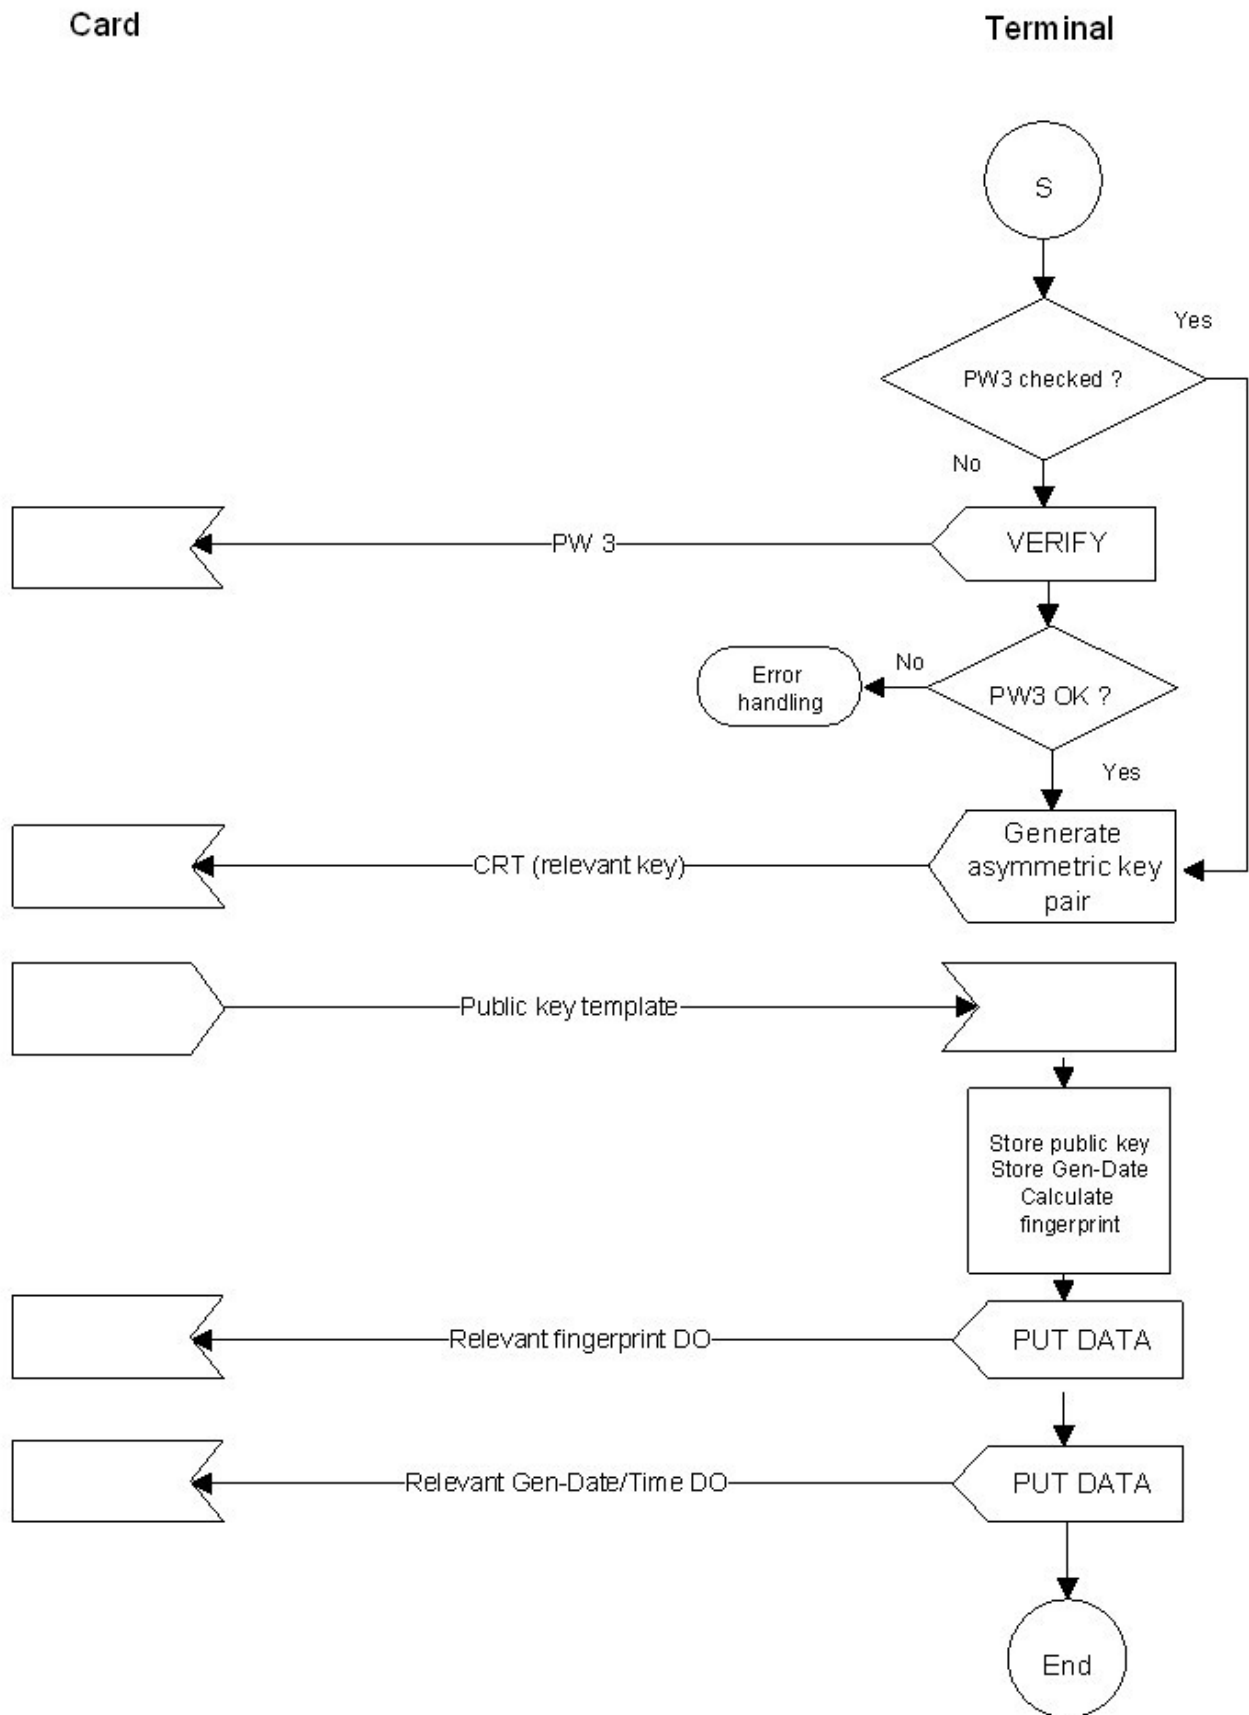 Card
Terminal
S
Yes
PW3 checked ?
No
PW 3
VERIFY
Error
handling
No
PW3 OK ?
Yes
CRT (relevant key)
Generate
asymmetric key
pair
Public key template
Store public key
Store Gen-Date
Calculate
fingerprint
Relevant fingerprint DO
PUT DATA
Relevant Gen-Date/Time DO
PUT DATA
End